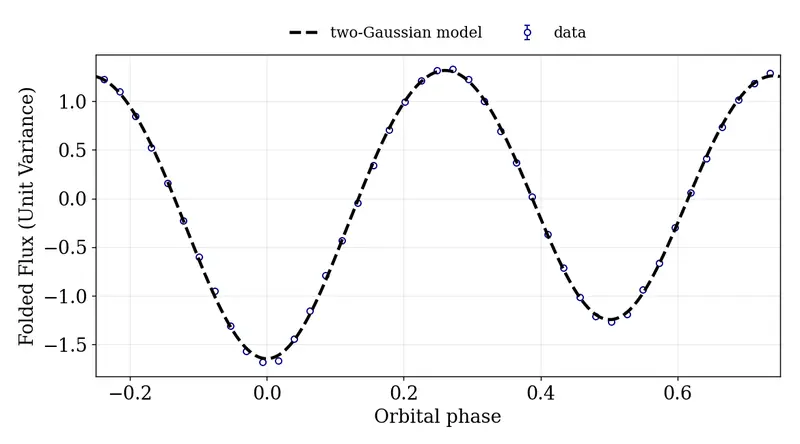 two-Gaussian model
data
Folded Flux (Unit Variance)
1.0
0.5
0.0
−0.5
−1.0
−1.5
−0.2
0.0
0.2
0.4
0.6
Orbital phase